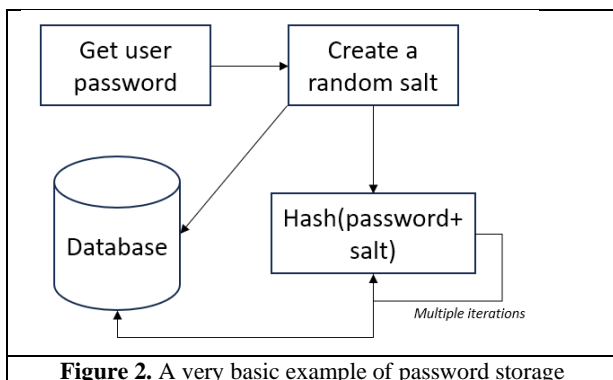 Get user
password
Create a
random salt
Database
Hash(password+
salt)
Multiple iterations
Figure 2. A very basic example of password storage